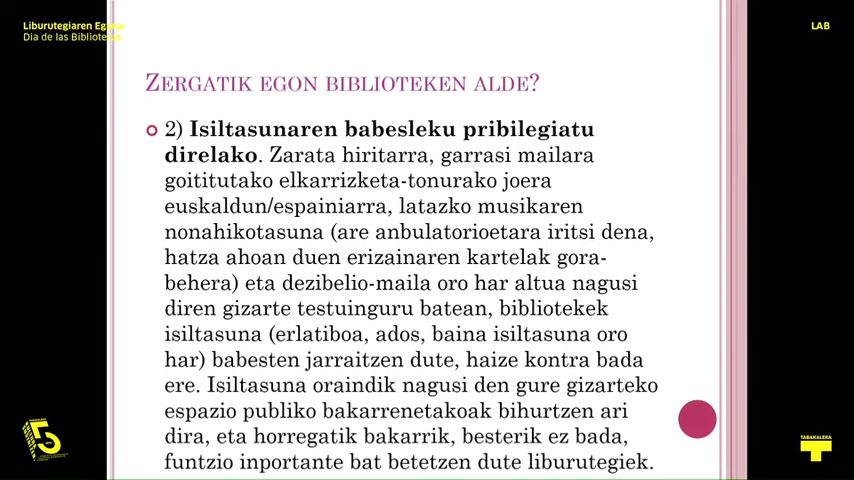 Liburutegiaren Eg
Dia de las Bibliote
LAB
ZERGATIK EGON BIBLIOTEKEN ALDE?
2) Isiltasunaren babesleku pribilegiatu
direlako. Zarata hiritarra, garrasi mailara
goititutako elkarrizketa-tonurako joera
euskaldun/espainiarra, latazko musikaren
nonahikotasuna (are anbulatorioetara iritsi dena,
hatza ahoan duen erizainaren kartelak gora-
behera) eta dezibelio-maila oro har altua nagusi
diren gizarte testuinguru batean, bibliotekek
isiltasuna (erlatiboa, ados, baina isiltasuna oro
har) babesten jarraitzen dute, haize kontra bada
ere. Isiltasuna oraindik nagusi den gure gizarteko
espazio publiko bakarrenetakoak bihurtzen ari
dira, eta horregatik bakarrik, besterik ez bada,
funtzio inportante bat betetzen dute liburutegiek.
TABAKALERA